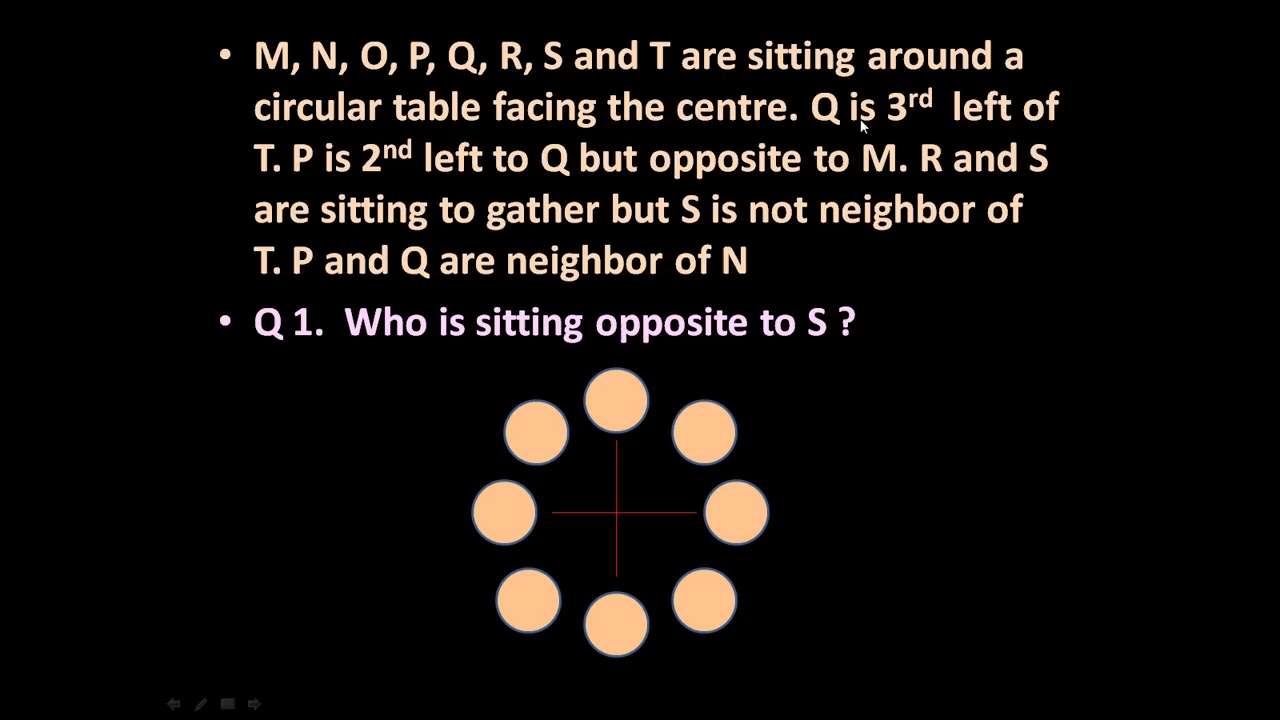 • M, N, O, P, Q, R, S and T are sitting around a
circular table facing the centre. Q is 3rd left of
T. P is 2nd left to Q but opposite to M. R and S
are sitting to gather but S is not neighbor of
T. P and Q are neighbor of N
• Q 1. Who is sitting opposite to S ?